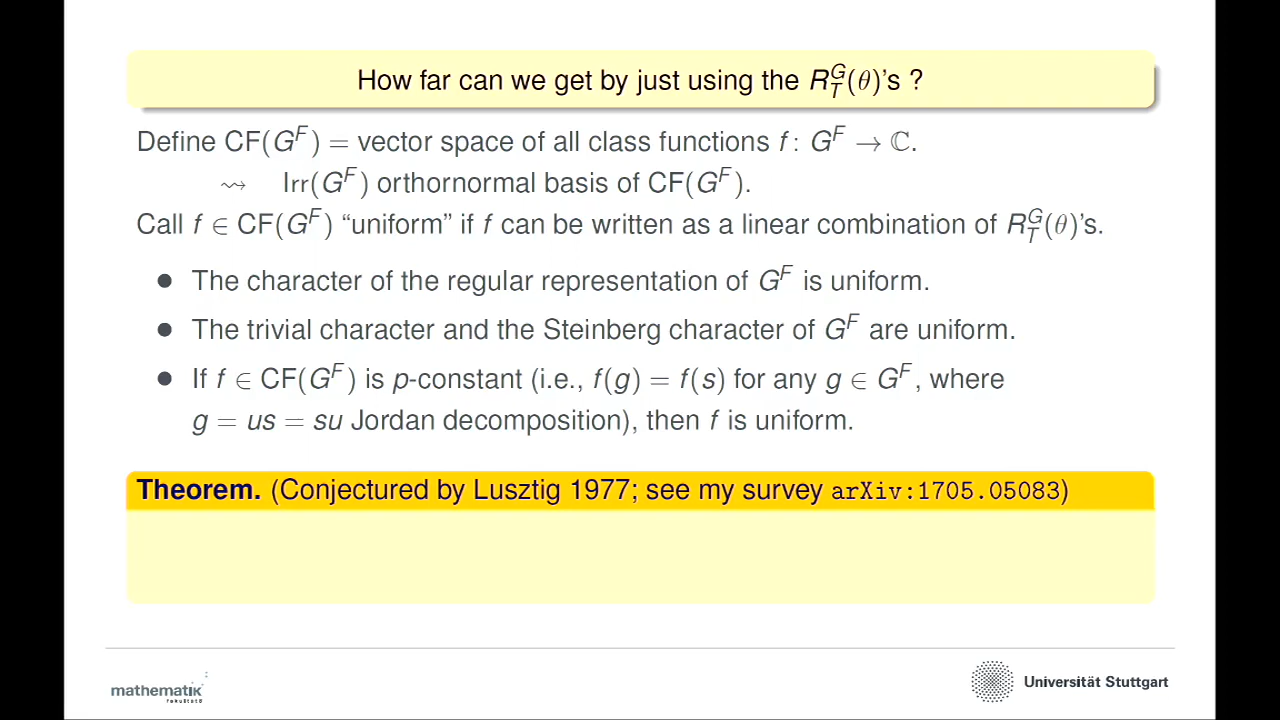 How far can we get by just using the R_T^G(θ)'s ?
Define CF(G^F) = vector space of all class functions f: G^F → ℂ.
⇝ Irr(G^F) orthornormal basis of CF(G^F).
Call f ∈ CF(G^F) “uniform” if f can be written as a linear combination of R_T^G(θ)'s.
● The character of the regular representation of G^F is uniform.
● The trivial character and the Steinberg character of G^F are uniform.
● If f ∈ CF(G^F) is p-constant (i.e., f(g) = f(s) for any g ∈ G^F, where
g = us = su Jordan decomposition), then f is uniform.
Theorem. (Conjectured by Lusztig 1977; see my survey arXiv:1705.05083)
mathematik
fakultät
Universität Stuttgart